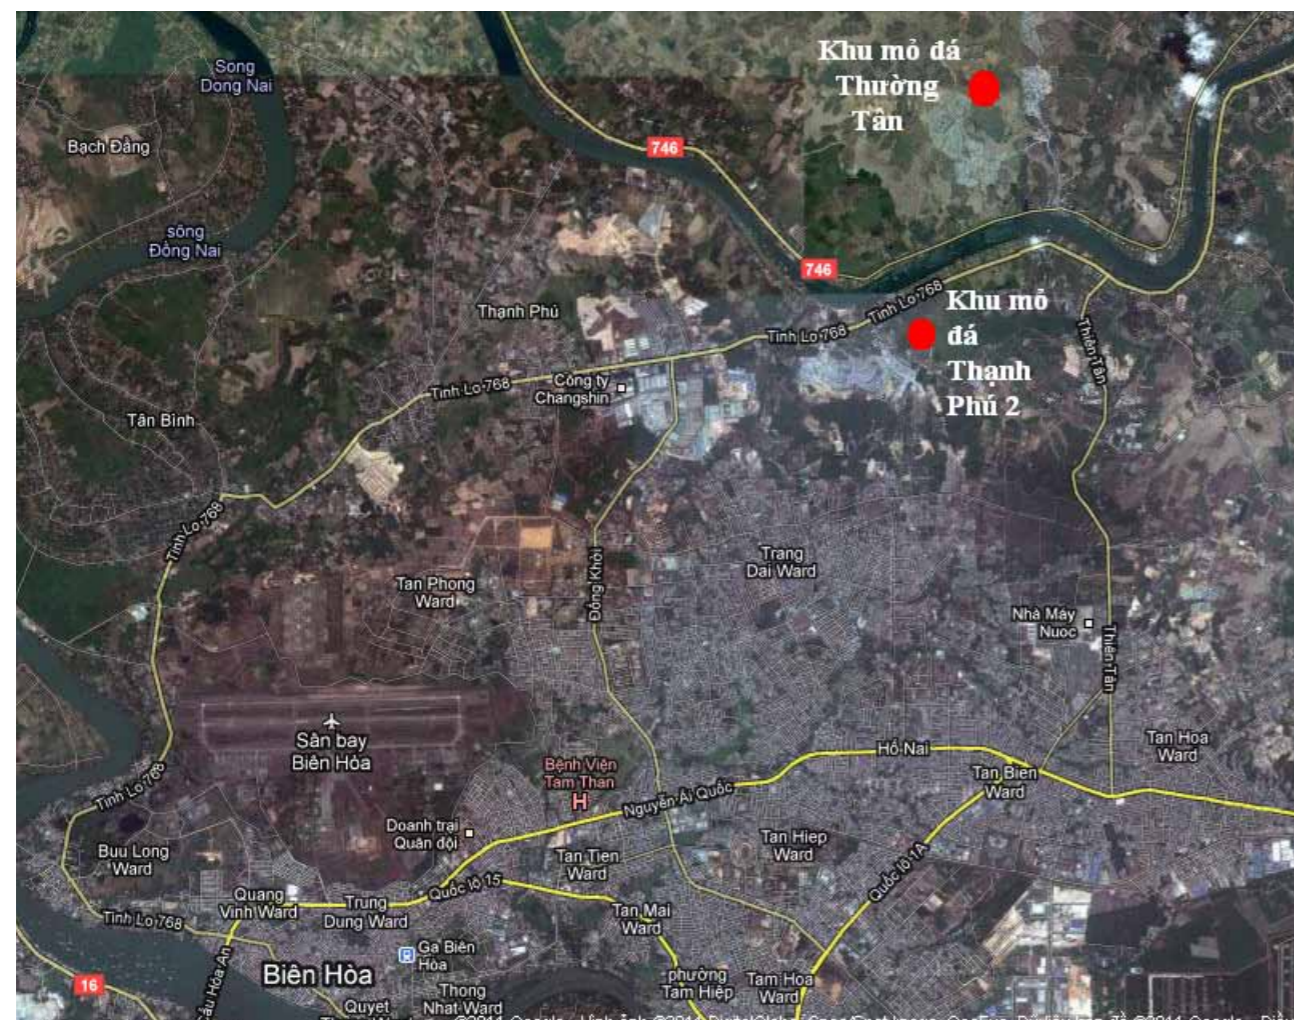 Song
Dong Nai
Khu mỏ đá
Thường
Tân
Bạch Đằng
746
sông
Đồng Nai
746
Thạnh Phú
Tinh Lo 768
Tinh Lo 768
Khu mỏ
đá
Thạnh
Phú 2
Thiên Tân
Tinh Lo 768
Công ty
Changshin
Tân Bình
Tinh Lo 768
Trang
Dai Ward
Đồng Khởi
Tan Phong
Ward
Nhà Máy
Nuoc
Thiên Tân
Sân bay
Biên Hòa
Tan Hoa
Ward
Hố Nai
Bệnh Viện
Tam Than
H
Tan Bien
Ward
Tinh Lo 768
Nguyễn Ái Quốc
Doanh trại
Quân đội
Tan Hiep
Ward
Buu Long
Ward
Tan Tien
Ward
Quốc lộ 1A
Quốc lộ 15
Quang
Vinh Ward
Trung
Dung Ward
Tan Mai
Ward
Tinh Lo 768
Ga Biên
Hòa
Biên Hòa
16
phường
Tam Hiệp
Tam Hoa
Ward
Thong
Nhat Ward
Quyet